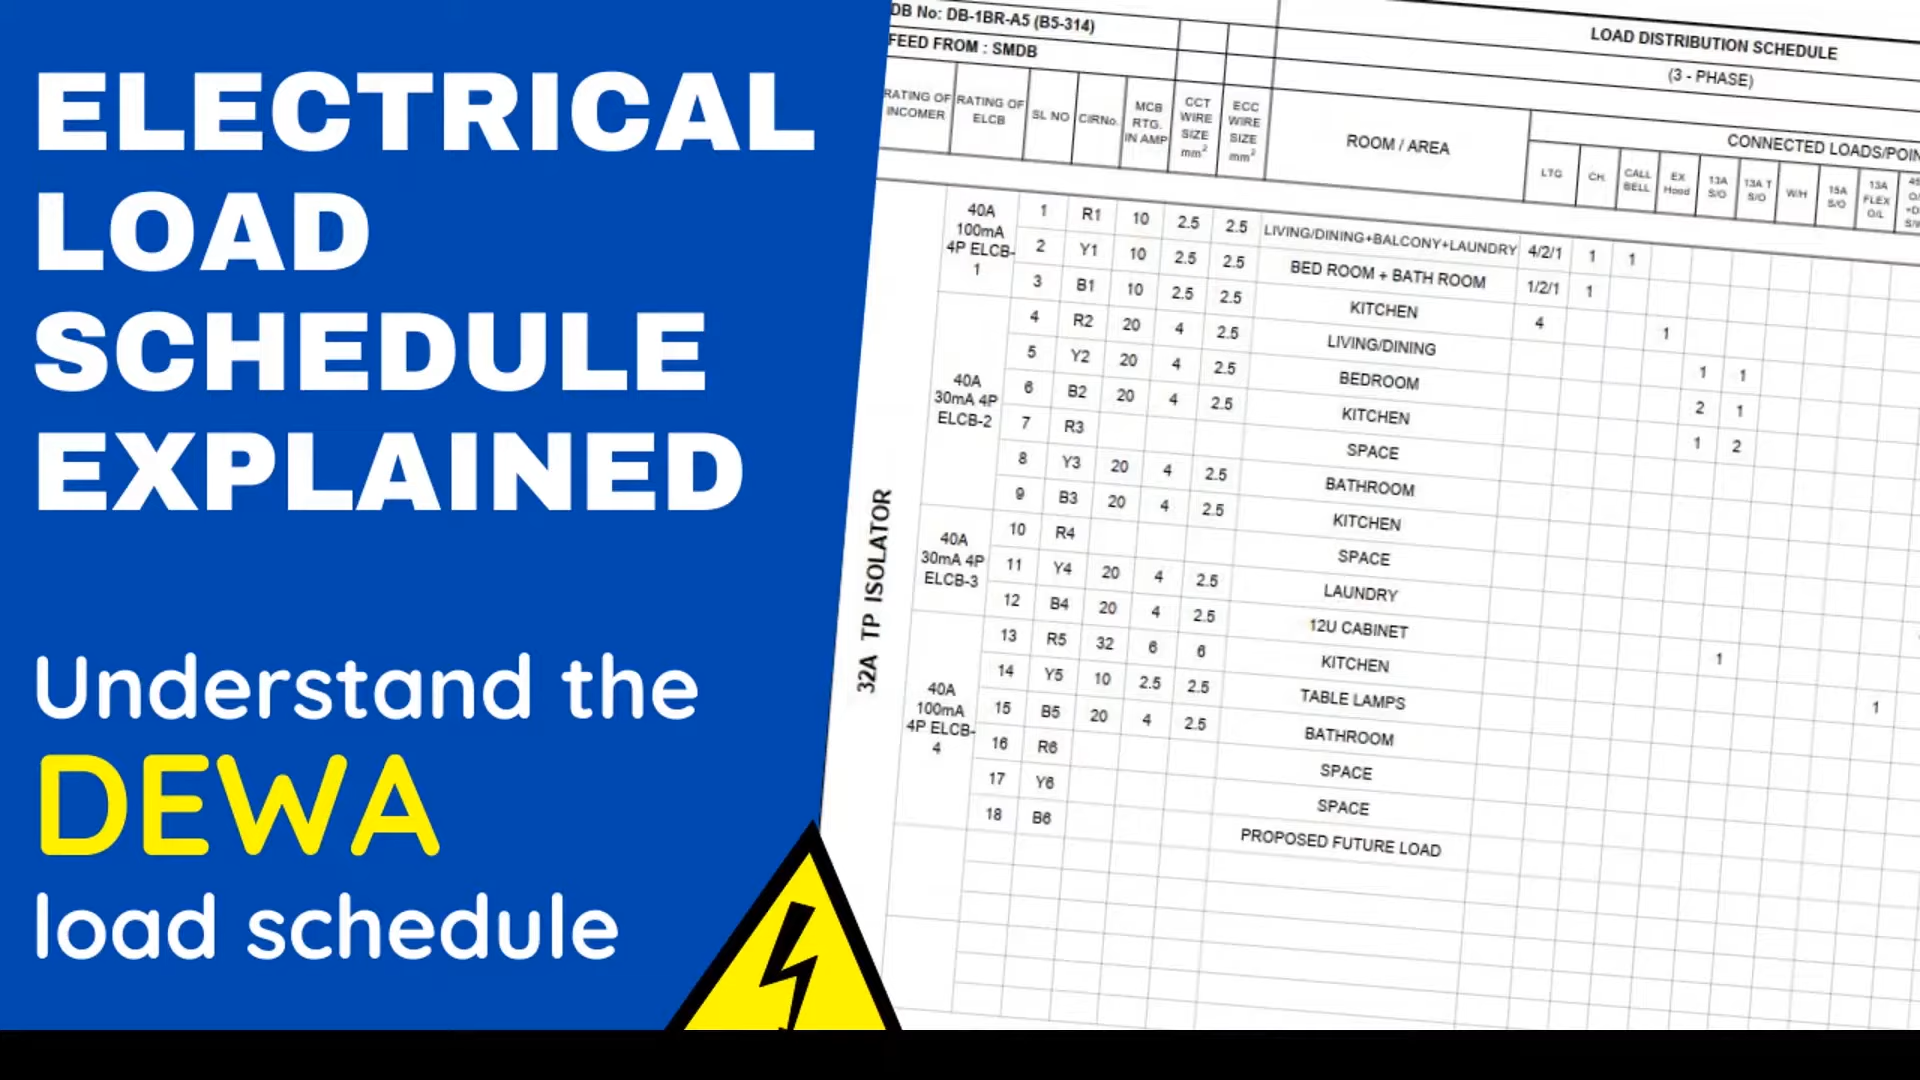 ELECTRICAL
LOAD
SCHEDULE
EXPLAINED
Understand the
DEWA
load schedule
DB No: DB-1BR-A5 (B5-314)
FEED FROM : SMDB
LOAD DISTRIBUTION SCHEDULE
(3 - PHASE)
RATING OF INCOMER
RATING OF ELCB
SL NO
CIRNo.
MCB RTG. IN AMP
CCT WIRE SIZE mm²
ECC WIRE SIZE mm²
ROOM / AREA
CONNECTED LOADS/POIN
LTG
CH.
CALL BELL
EX Hood
13A S/O
13A T S/O
W/H
15A S/O
13A FLEX O/L
32A TP ISOLATOR
40A 100mA 4P ELCB-1
1 R1 10 2.5 2.5 LIVING/DINING+BALCONY+LAUNDRY 4/2/1 1 1
2 Y1 10 2.5 2.5 BED ROOM + BATH ROOM 1/2/1 1
3 B1 10 2.5 2.5 KITCHEN 4 1
40A 30mA 4P ELCB-2
4 R2 20 4 2.5 LIVING/DINING 1 1
5 Y2 20 4 2.5 BEDROOM 2 1
6 B2 20 4 2.5 KITCHEN 1 2
7 R3 SPACE
8 Y3 20 4 2.5 BATHROOM
9 B3 20 4 2.5 KITCHEN
40A 30mA 4P ELCB-3
10 R4 SPACE
11 Y4 20 4 2.5 LAUNDRY
12 B4 20 4 2.5 12U CABINET 1
40A 100mA 4P ELCB-4
13 R5 32 6 6 KITCHEN
14 Y5 10 2.5 2.5 TABLE LAMPS 1
15 B5 20 4 2.5 BATHROOM
16 R6 SPACE
17 Y6 SPACE
18 B6 PROPOSED FUTURE LOAD